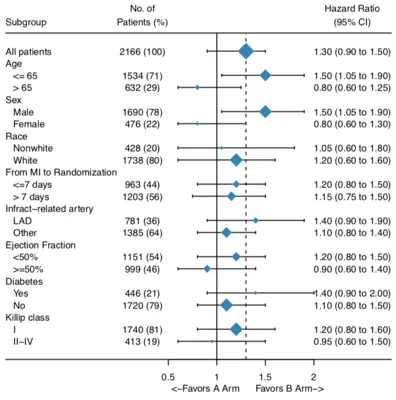 No. of Hazard Ratio
Subgroup Patients (%) (95% CI)
All patients 2166 (100) 1.30 (0.90 to 1.50)
Age
<= 65 1534 (71) 1.50 (1.05 to 1.90)
> 65 632 (29) 0.80 (0.60 to 1.25)
Sex
Male 1690 (78) 1.50 (1.05 to 1.90)
Female 476 (22) 0.80 (0.60 to 1.30)
Race
Nonwhite 428 (20) 1.05 (0.60 to 1.80)
White 1738 (80) 1.20 (0.60 to 1.60)
From MI to Randomization
<=7 days 963 (44) 1.20 (0.80 to 1.50)
> 7 days 1203 (56) 1.15 (0.75 to 1.50)
Infract−related artery
LAD 781 (36) 1.40 (0.90 to 1.90)
Other 1385 (64) 1.10 (0.80 to 1.40)
Ejection Fraction
<50% 1151 (54) 1.20 (0.80 to 1.50)
>=50% 999 (46) 0.90 (0.60 to 1.40)
Diabetes
Yes 446 (21) 1.40 (0.90 to 2.00)
No 1720 (79) 1.10 (0.80 to 1.50)
Killip class
I 1740 (81) 1.20 (0.80 to 1.60)
II−IV 413 (19) 0.95 (0.60 to 1.50)
0.5 1 1.5 2
<−Favors A Arm Favors B Arm−>